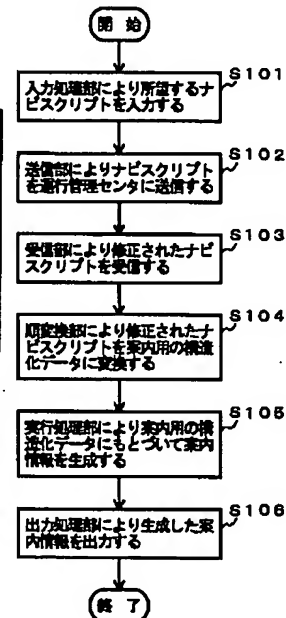 開 始
S101
入力処理部により所望するナ
ビスクリプトを入力する
S102
送信部によりナビスクリプト
を運行管理センタに送信する
S103
受信部により修正されたナビ
スクリプトを受信する
S104
順変換部により修正されたナ
ビスクリプトを案内用の構造
化データに変換する
S105
実行処理部により案内用の構
造化データにもとづいて案内
情報を生成する
S106
出力処理部により生成した案
内情報を出力する
終 了